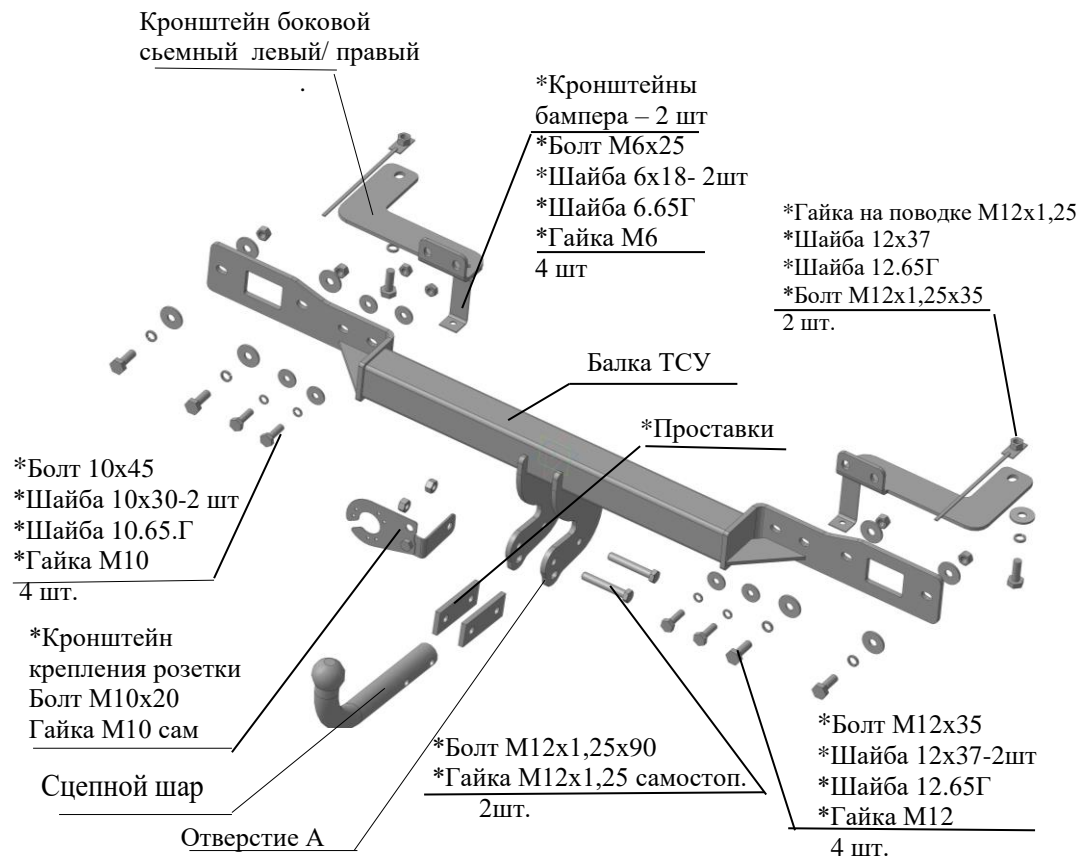 Кронштейн боковой
сьемный левый/ правый
.
*Кронштейны
бампера – 2 шт
*Болт М6х25
*Шайба 6х18- 2шт
*Шайба 6.65Г
*Гайка М6
4 шт
*Гайка на поводке М12х1,25
*Шайба 12х37
*Шайба 12.65Г
*Болт М12х1,25х35
2 шт.
Балка ТСУ
*Проставки
*Болт 10х45
*Шайба 10х30-2 шт
*Шайба 10.65.Г
*Гайка М10
4 шт.
*Кронштейн
крепления розетки
Болт М10х20
Гайка М10 сам
Сцепной шар
Отверстие А
*Болт М12х1,25х90
*Гайка М12х1,25 самостоп.
2шт.
*Болт М12х35
*Шайба 12х37-2шт
*Шайба 12.65Г
*Гайка М12
4 шт.